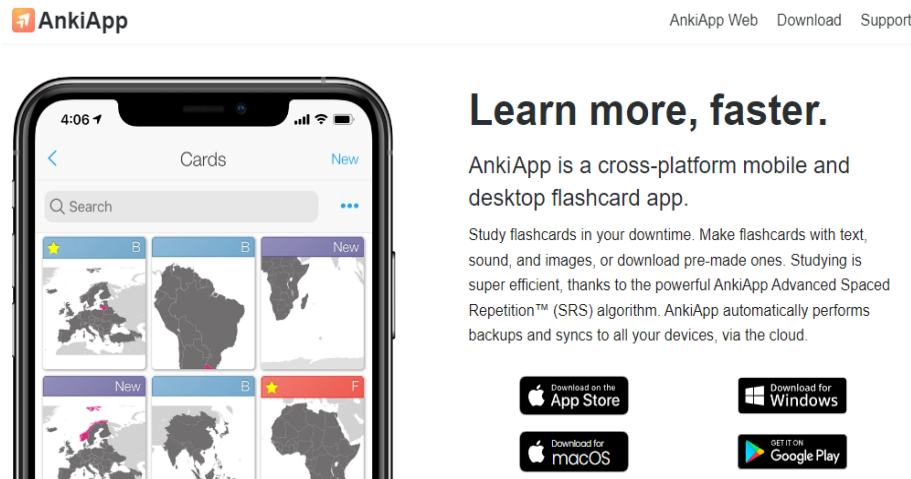 AnkiApp
AnkiApp Web Download Support
4:06
Cards
New
Search
B
B
New
New
B
F
Learn more, faster.
AnkiApp is a cross-platform mobile and
desktop flashcard app.
Study flashcards in your downtime. Make flashcards with text,
sound, and images, or download pre-made ones. Studying is
super efficient, thanks to the powerful AnkiApp Advanced Spaced
Repetition™ (SRS) algorithm. AnkiApp automatically performs
backups and syncs to all your devices, via the cloud.
Download on the
App Store
Download for
Windows
Download for
macOS
GET IT ON
Google Play